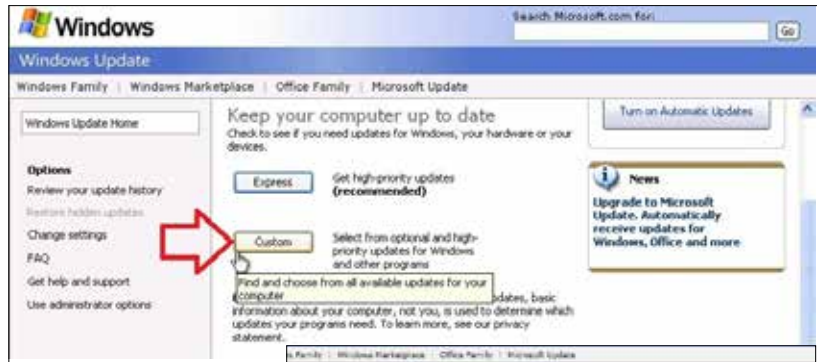 Windows
Search Microsoft.com for:
Go
Windows Update
Windows Family | Windows Marketplace | Office Family | Microsoft Update
Windows Update Home
Options
Review your update history
Restore hidden updates
Change settings
FAQ
Get help and support
Use administrator options
Keep your computer up to date
Check to see if you need updates for Windows, your hardware or your
devices.
Express
Get high-priority updates
(recommended)
Custom
Select from optional and high-
priority updates for Windows
and other programs
Find and choose from all available updates for your
computer
updates, basic
information about your computer, not you, is used to determine which
updates your programs need. To learn more, see our privacy
statement.
Turn on Automatic Updates
News
Upgrade to Microsoft
Update. Automatically
receive updates for
Windows, Office and more
Family | Windows Marketplace | Office Family | Microsoft Update